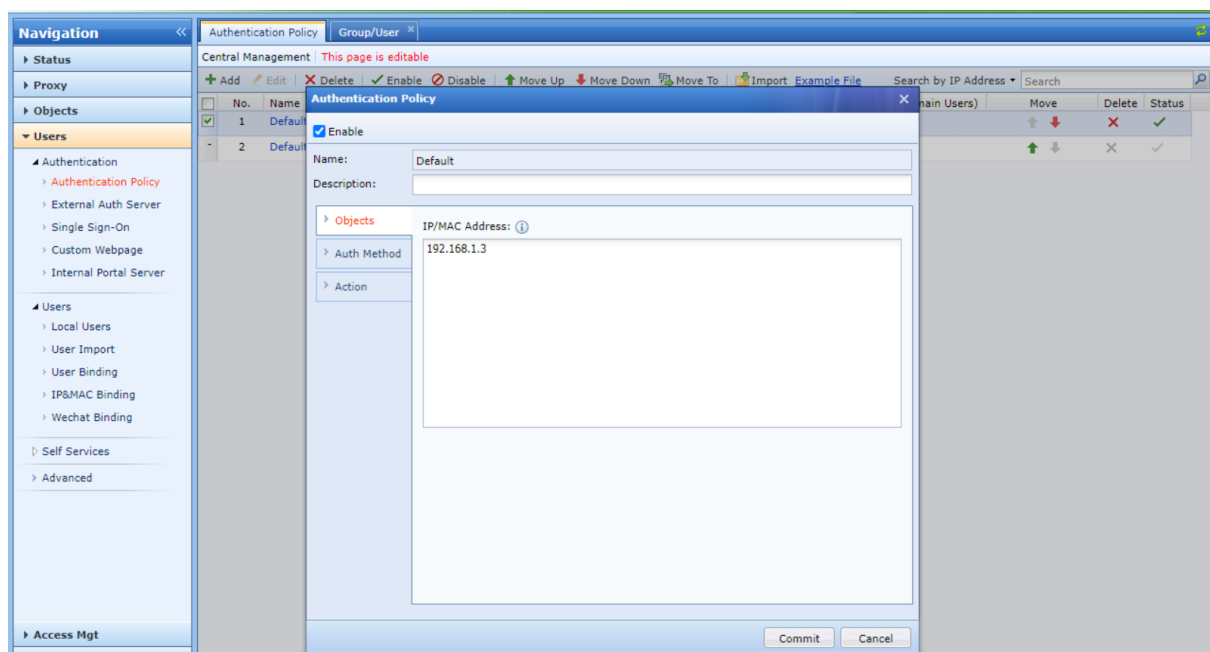 Navigation «
Status
Proxy
Objects
Users
Authentication
Authentication Policy
External Auth Server
Single Sign-On
Custom Webpage
Internal Portal Server
Users
Local Users
User Import
User Binding
IP&MAC Binding
Wechat Binding
Self Services
Advanced
Access Mgt
Authentication Policy Group/User ×
Central Management This page is editable
Add Edit Delete Enable Disable Move Up Move Down Move To Import Example File Search by IP Address Search
No. Name main Users) Move Delete Status
1 Default
- 2 Default
Authentication Policy
Enable
Name: Default
Description:
Objects
Auth Method
Action
IP/MAC Address:
192.168.1.3
Commit Cancel